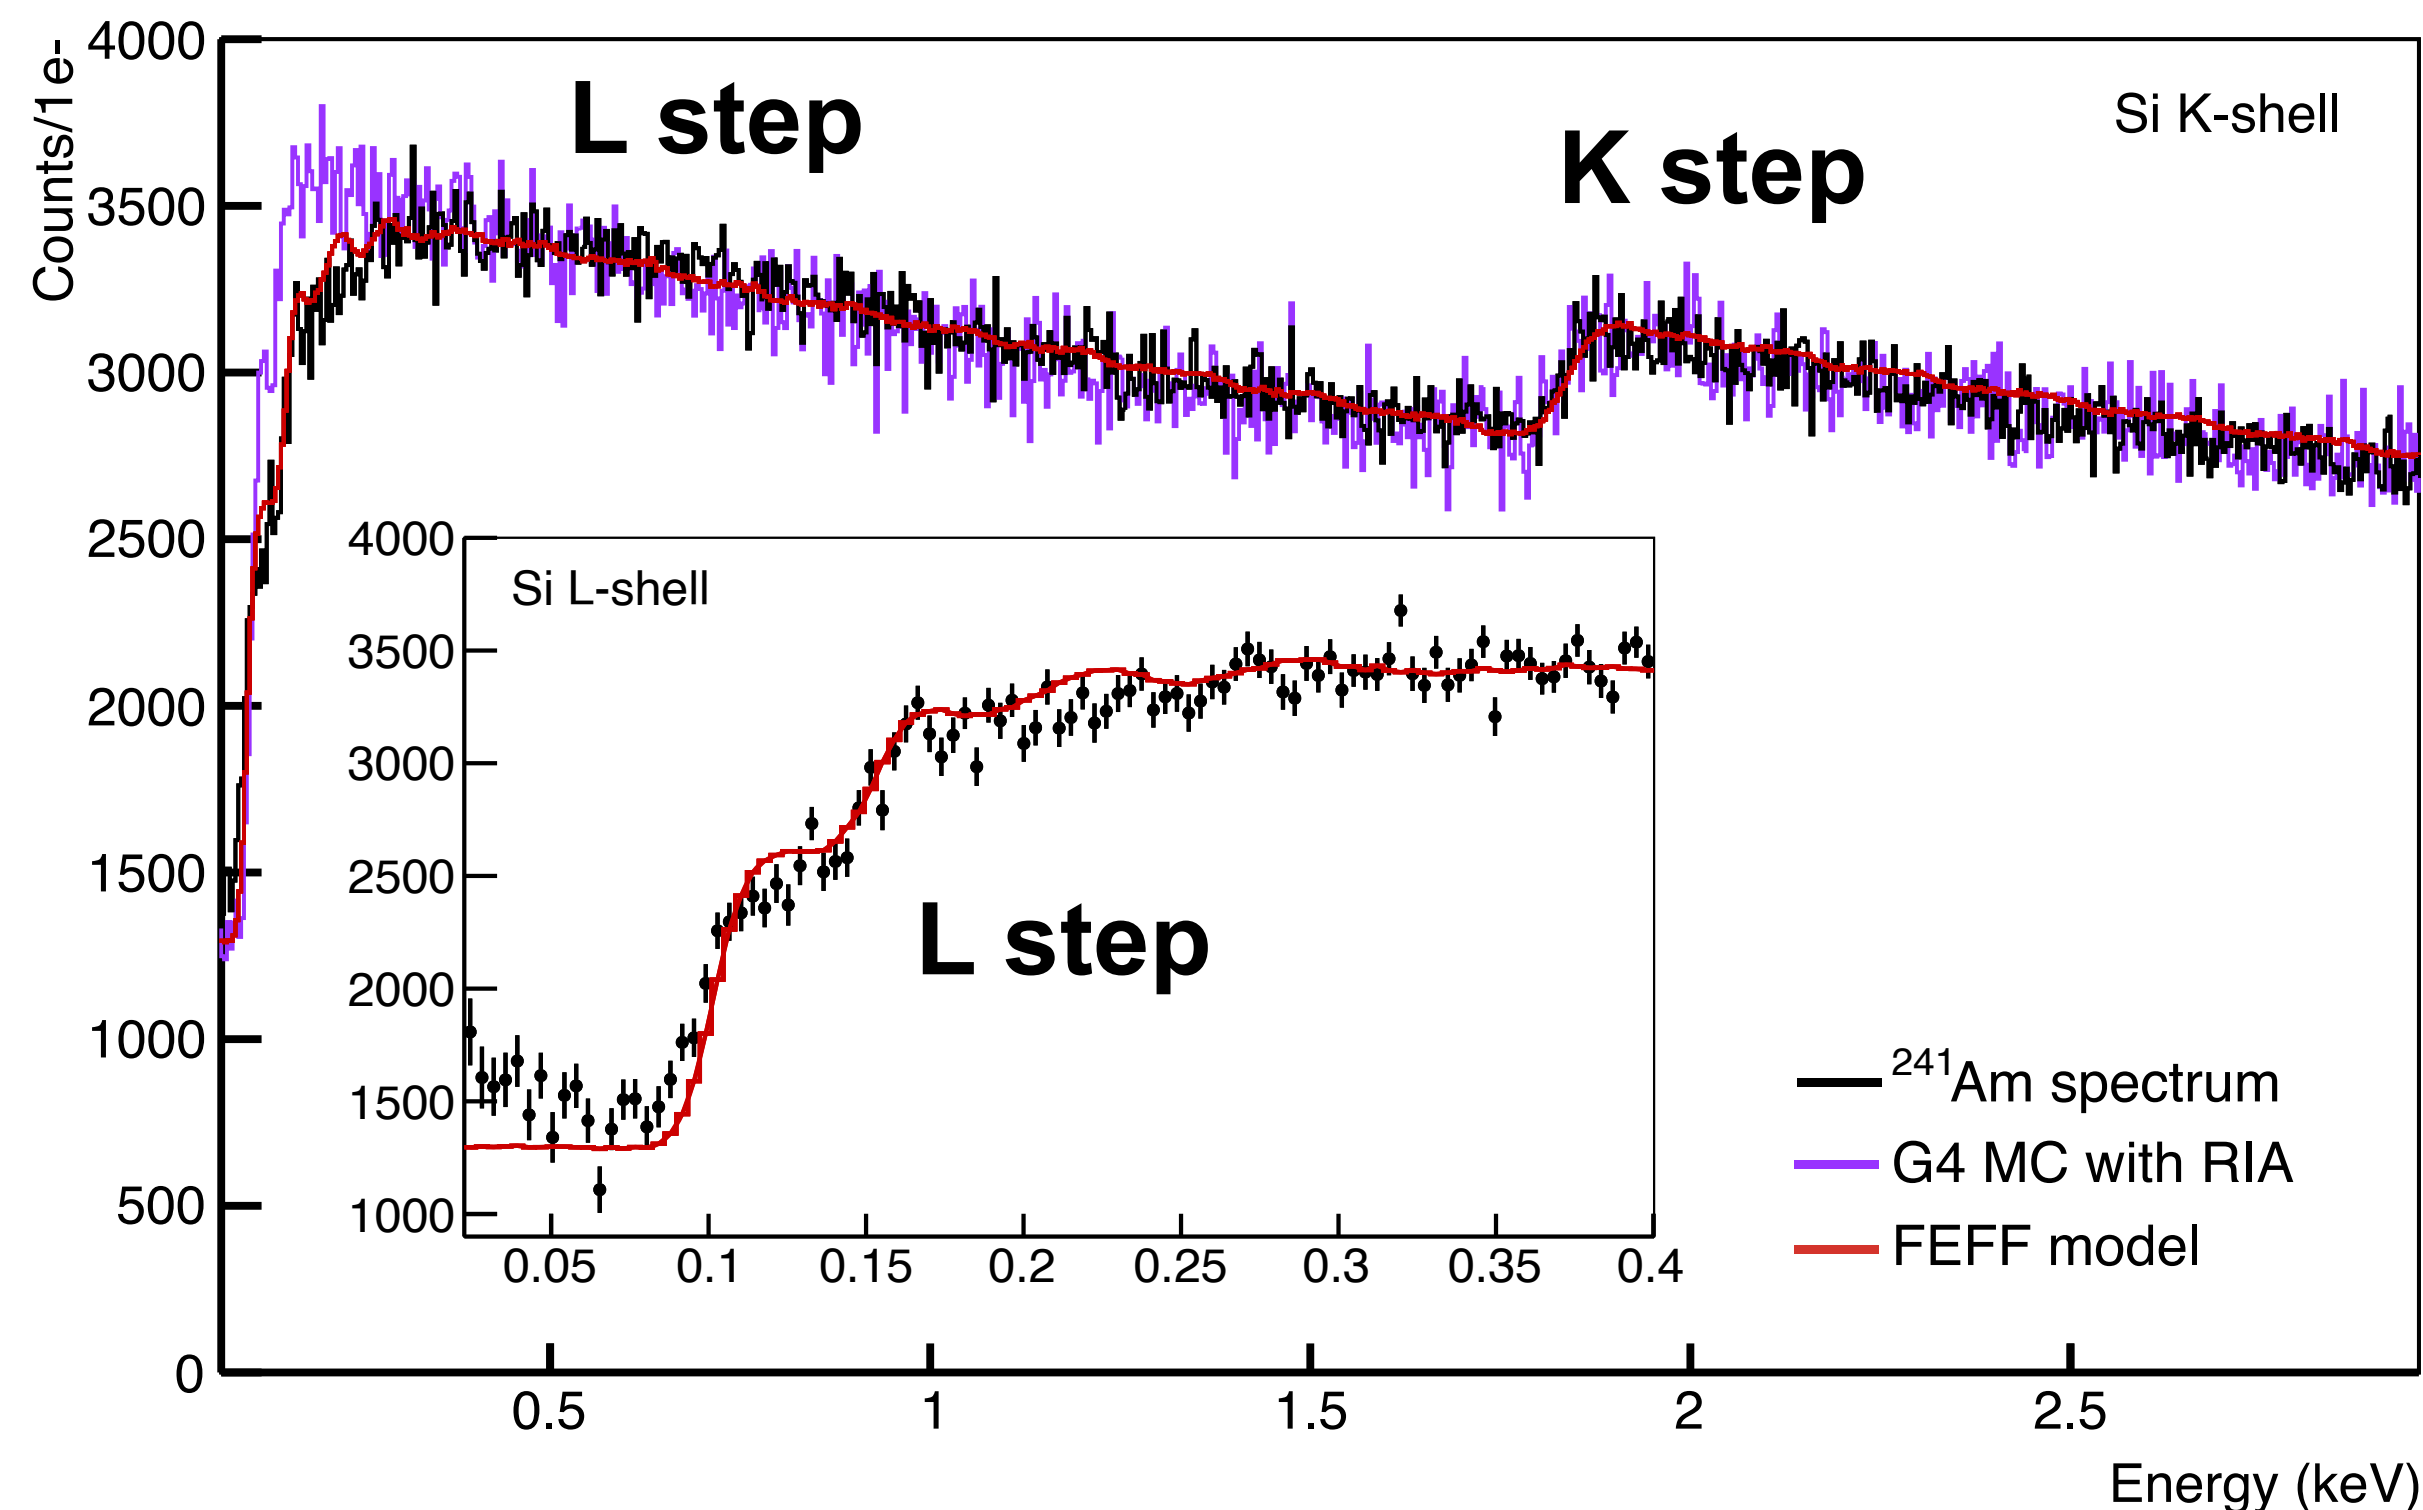 Counts/1e-
4000
3500
3000
2500
2000
1500
1000
500
0
L step
K step
Si K-shell
4000
3500
3000
2500
2000
1500
1000
Si L-shell
L step
0.05 0.1 0.15 0.2 0.25 0.3 0.35 0.4
241Am spectrum
G4 MC with RIA
FEFF model
0.5 1 1.5 2 2.5
Energy (keV)